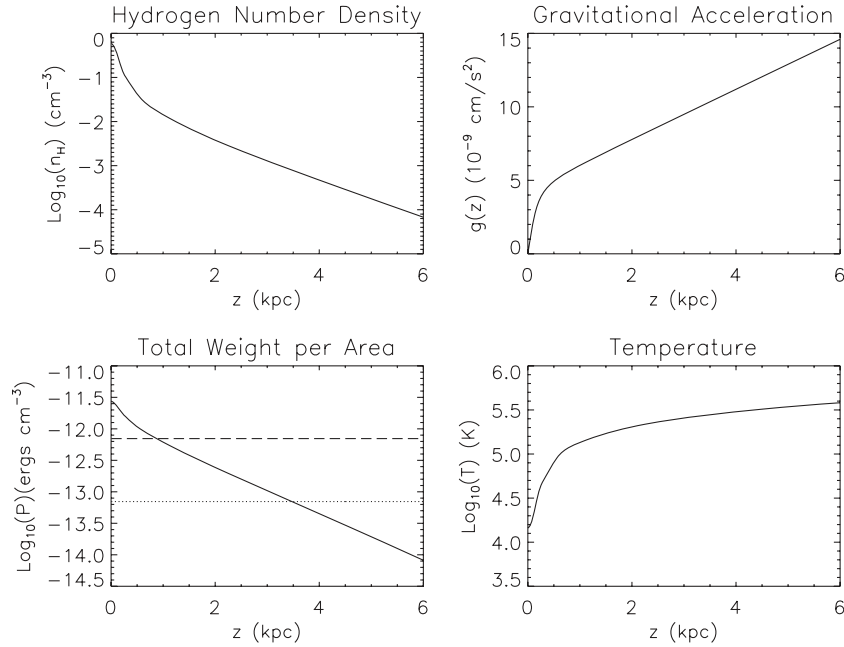 Hydrogen Number Density
Log₁₀(n_H) (cm⁻³)
0
−1
−2
−3
−4
−5
0 2 4 6
z (kpc)
Gravitational Acceleration
g(z) (10⁻⁹ cm/s²)
15
10
5
0
0 2 4 6
z (kpc)
Total Weight per Area
Log₁₀(P)(ergs cm⁻³)
−11.0
−11.5
−12.0
−12.5
−13.0
−13.5
−14.0
−14.5
0 2 4 6
z (kpc)
Temperature
Log₁₀(T) (K)
6.0
5.5
5.0
4.5
4.0
3.5
0 2 4 6
z (kpc)